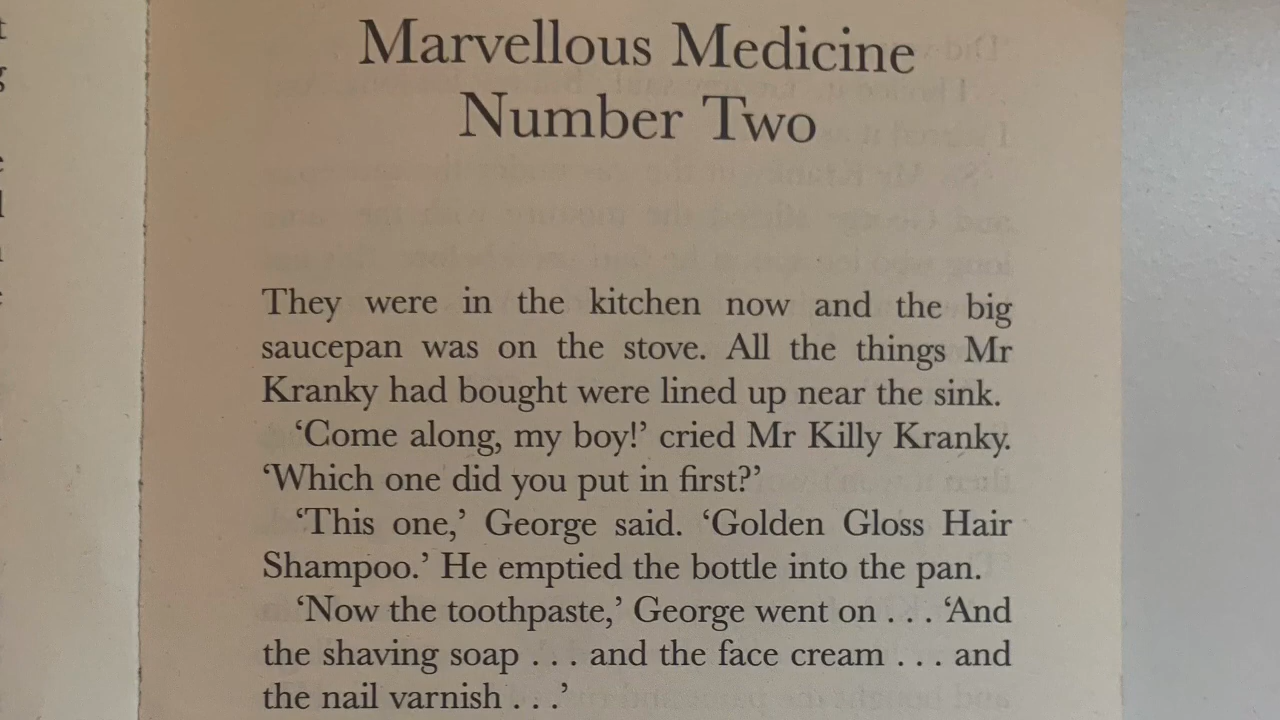 Marvellous Medicine
Number Two
They were in the kitchen now and the big
saucepan was on the stove. All the things Mr
Kranky had bought were lined up near the sink.
‘Come along, my boy!’ cried Mr Killy Kranky.
‘Which one did you put in first?’
‘This one,’ George said. ‘Golden Gloss Hair
Shampoo.’ He emptied the bottle into the pan.
‘Now the toothpaste,’ George went on . . . ‘And
the shaving soap . . . and the face cream . . . and
the nail varnish . . .’